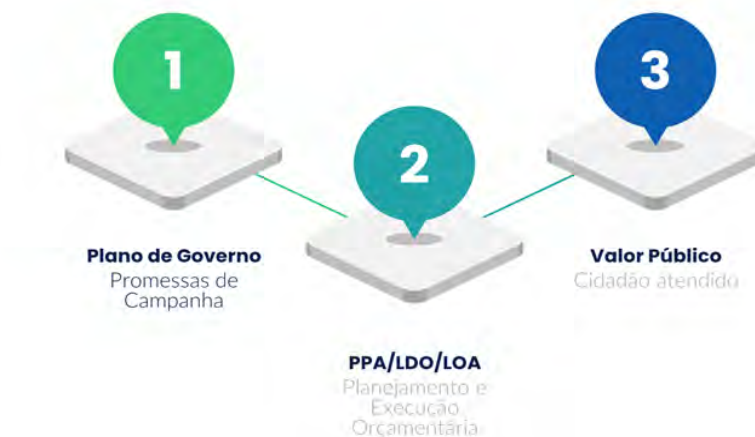 1
Plano de Governo
Promessas de
Campanha
2
PPA/LDO/LOA
Planejamento e
Execução
Orçamentária
3
Valor Público
Cidadão atendido